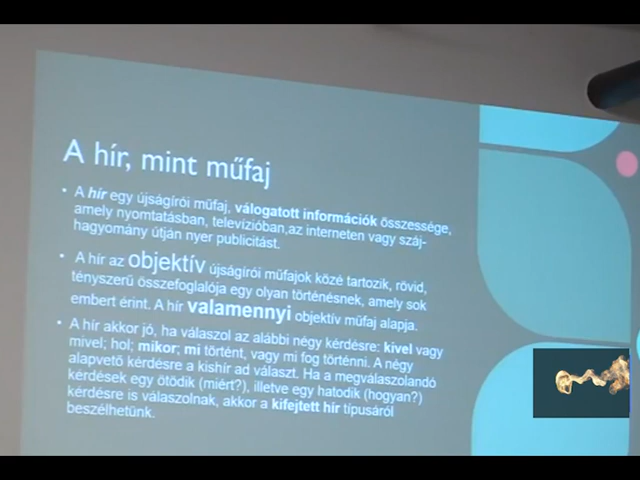 A hír, mint műfaj
• A hír egy újságírói műfaj, válogatott információk összessége,
amely nyomtatásban, televízióban,az interneten vagy száj-
hagyomány útján nyer publicitást.
• A hír az objektív újságírói műfajok közé tartozik, rövid,
tényszerű összefoglalója egy olyan történésnek, amely sok
embert érint. A hír valamennyi objektív műfaj alapja.
• A hír akkor jó, ha válaszol az alábbi négy kérdésre: kivel vagy
mivel; hol; mikor; mi történt, vagy mi fog történni. A négy
alapvető kérdésre a kishír ad választ. Ha a megválaszolandó
kérdések egy ötödik (miért?), illetve egy hatodik (hogyan?)
kérdésre is válaszolnak, akkor a kifejtett hír típusáról
beszélhetünk.